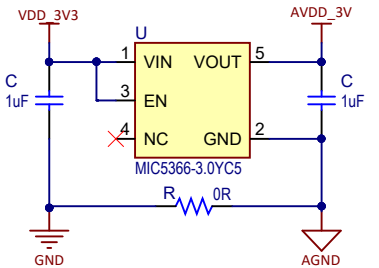 VDD_3V3
AVDD_3V
U
1 VIN VOUT 5
C
1uF
3 EN
C
1uF
4 NC GND 2
MIC5366-3.0YC5
R 0R
GND
AGND